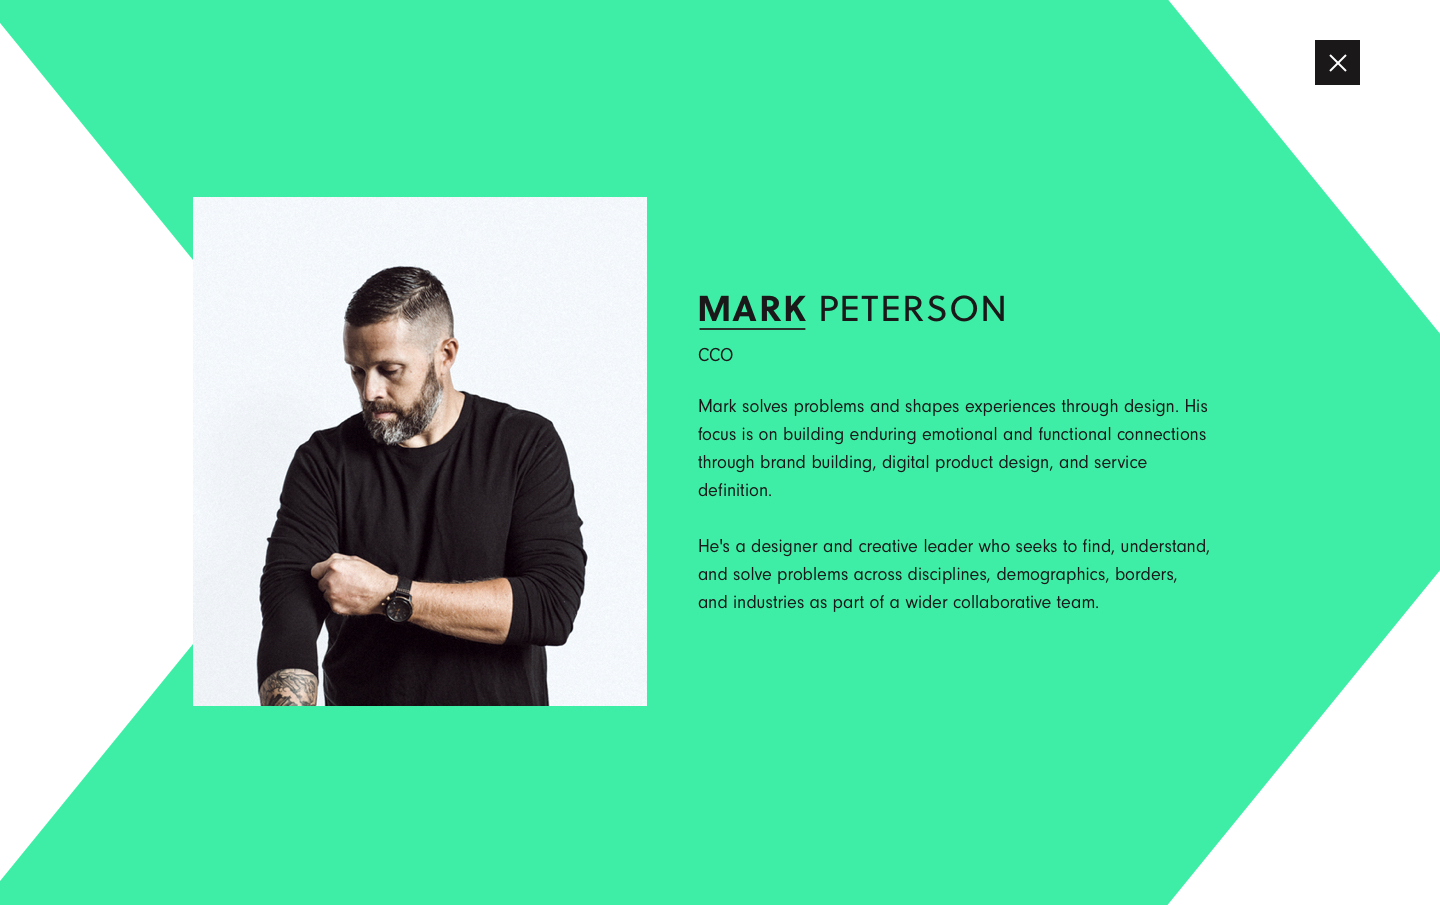 MARK PETERSON
CCO
Mark solves problems and shapes experiences through design. His
focus is on building enduring emotional and functional connections
through brand building, digital product design, and service
definition.
He's a designer and creative leader who seeks to find, understand,
and solve problems across disciplines, demographics, borders,
and industries as part of a wider collaborative team.